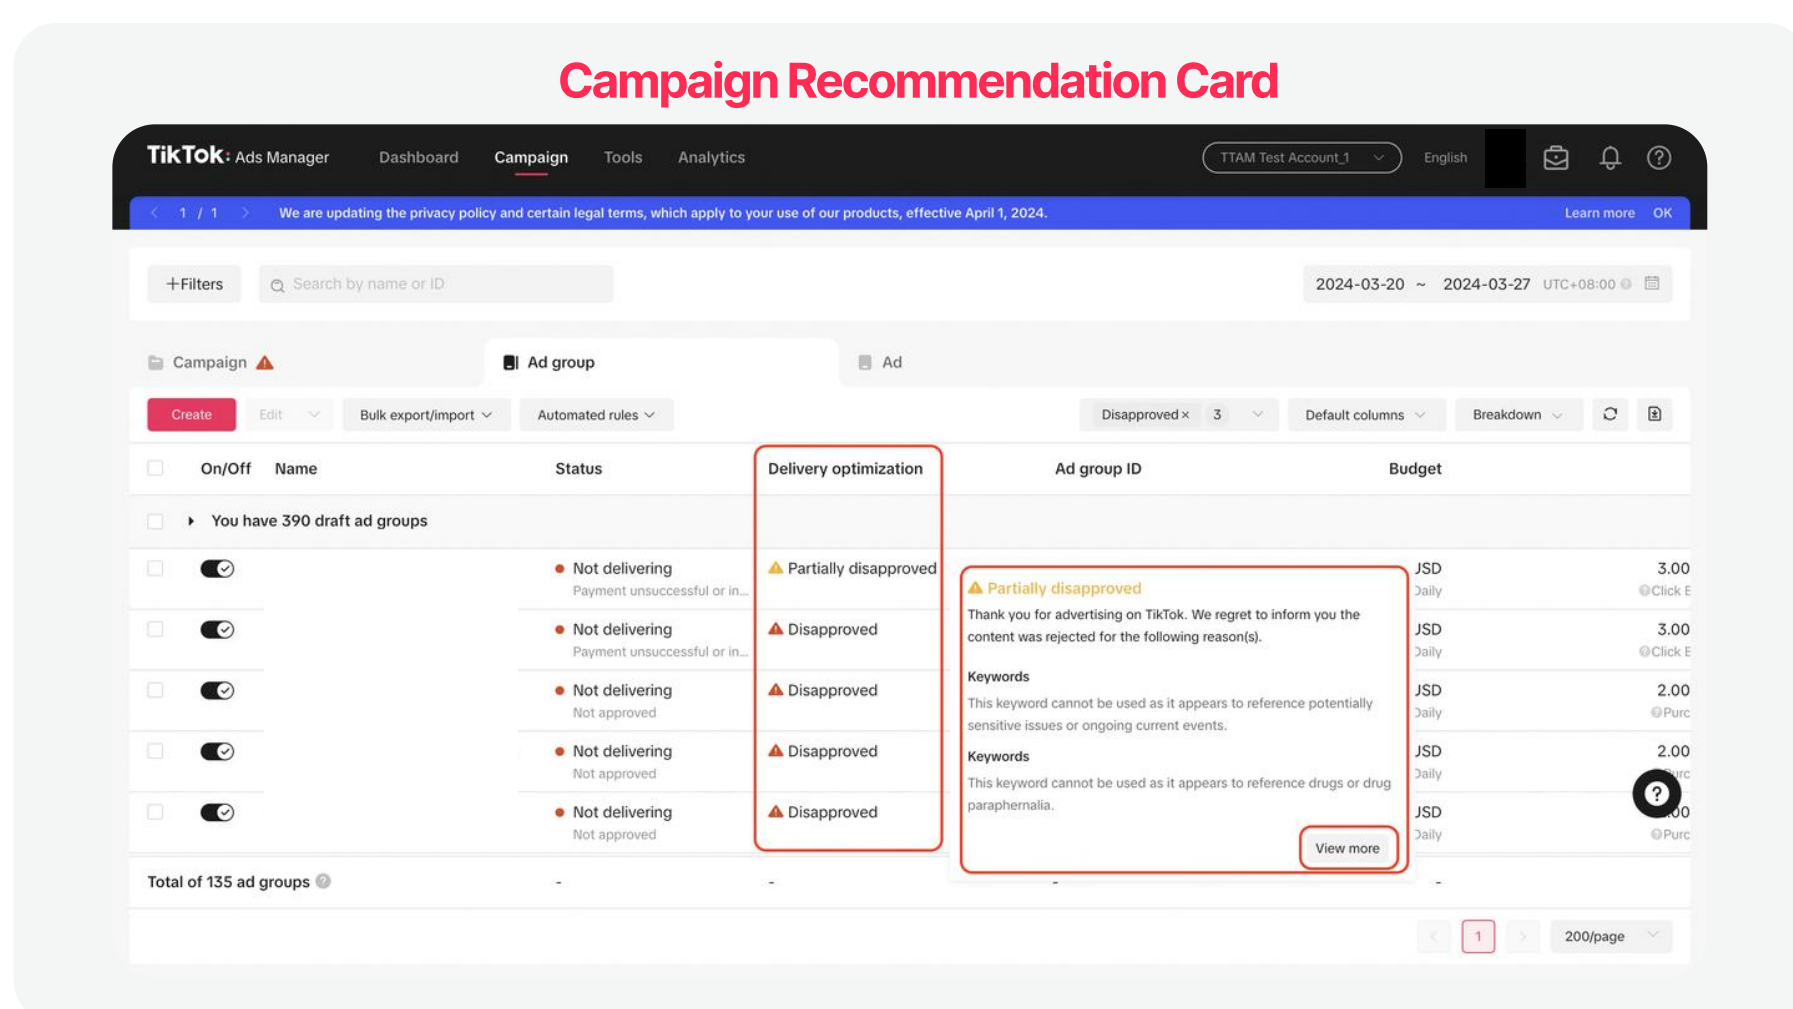 Campaign Recommendation Card
TikTok: Ads Manager Dashboard Campaign Tools Analytics TTAM Test Account_1 English
1 / 1 We are updating the privacy policy and certain legal terms, which apply to your use of our products, effective April 1, 2024. Learn more OK
+Filters Search by name or ID 2024-03-20 ~ 2024-03-27 UTC+08:00
Campaign Ad group Ad
Create Edit Bulk export/import Automated rules Disapproved × 3 Default columns Breakdown
On/Off Name Status Delivery optimization Ad group ID Budget
You have 390 draft ad groups
Not delivering Partially disapproved JSD 3.00
Payment unsuccessful or in... Daily Click E
Not delivering Disapproved JSD 3.00
Payment unsuccessful or in... Daily Click E
Not delivering Disapproved JSD 2.00
Not approved Daily Purc
Not delivering Disapproved JSD 2.00
Not approved Daily
Not delivering Disapproved JSD
Not approved Daily Purc
Partially disapproved
Thank you for advertising on TikTok. We regret to inform you the
content was rejected for the following reason(s).
Keywords
This keyword cannot be used as it appears to reference potentially
sensitive issues or ongoing current events.
Keywords
This keyword cannot be used as it appears to reference drugs or drug
paraphernalia.
View more
Total of 135 ad groups - - - -
1 200/page